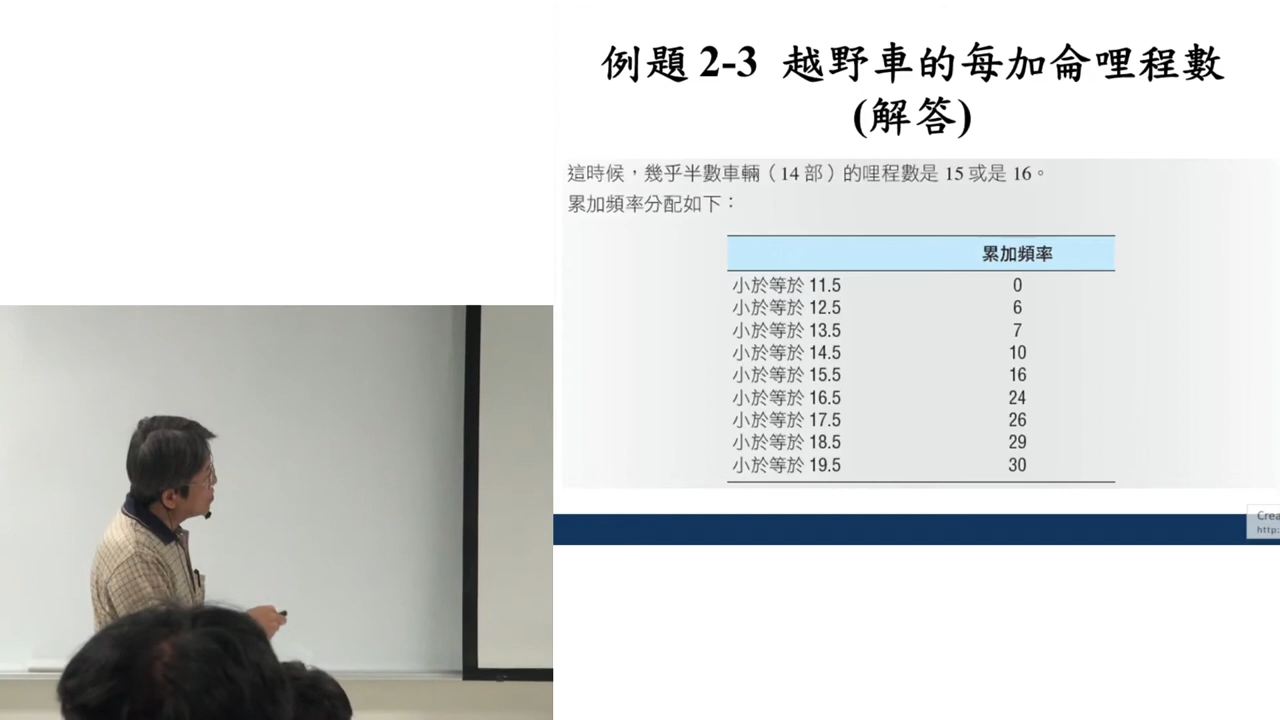 例題 2-3 越野車的每加侖哩程數
(解答)
這時候，幾乎半數車輛（14 部）的哩程數是 15 或是 16。
累加頻率分配如下：
累加頻率
小於等於 11.5 0
小於等於 12.5 6
小於等於 13.5 7
小於等於 14.5 10
小於等於 15.5 16
小於等於 16.5 24
小於等於 17.5 26
小於等於 18.5 29
小於等於 19.5 30
Crea
http: